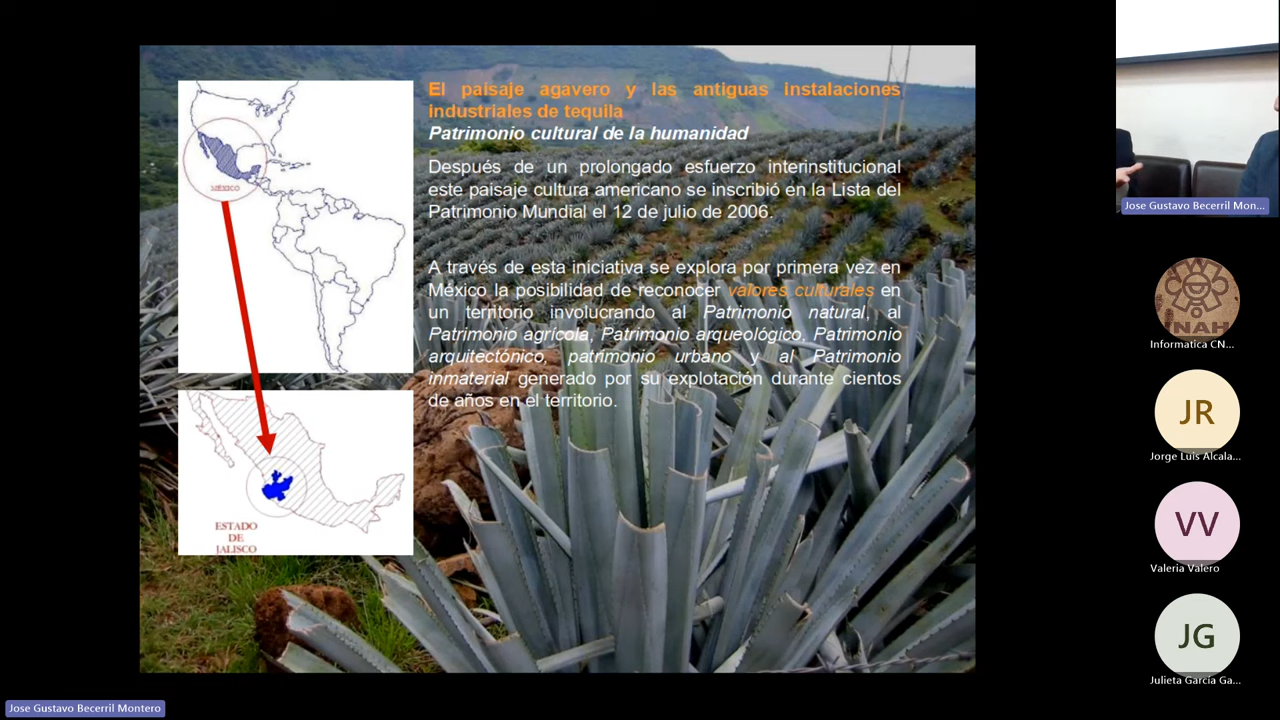 El paisaje agavero y las antiguas instalaciones
industriales de tequila
Patrimonio cultural de la humanidad
Después de un prolongado esfuerzo interinstitucional
este paisaje cultura americano se inscribió en la Lista del
Patrimonio Mundial el 12 de julio de 2006.
A través de esta iniciativa se explora por primera vez en
México la posibilidad de reconocer valores culturales en
un territorio involucrando al Patrimonio natural, al
Patrimonio agrícola, Patrimonio arqueológico, Patrimonio
arquitectónico, patrimonio urbano y al Patrimonio
inmaterial generado por su explotación durante cientos
de años en el territorio.
MÉXICO
ESTADO
DE
JALISCO
Jose Gustavo Becerril Mon...
INAH
Informatica CN...
JR
Jorge Luís Alcala...
VV
Valeria Valero
JG
Julieta García Ga...
Jose Gustavo Becerril Montero